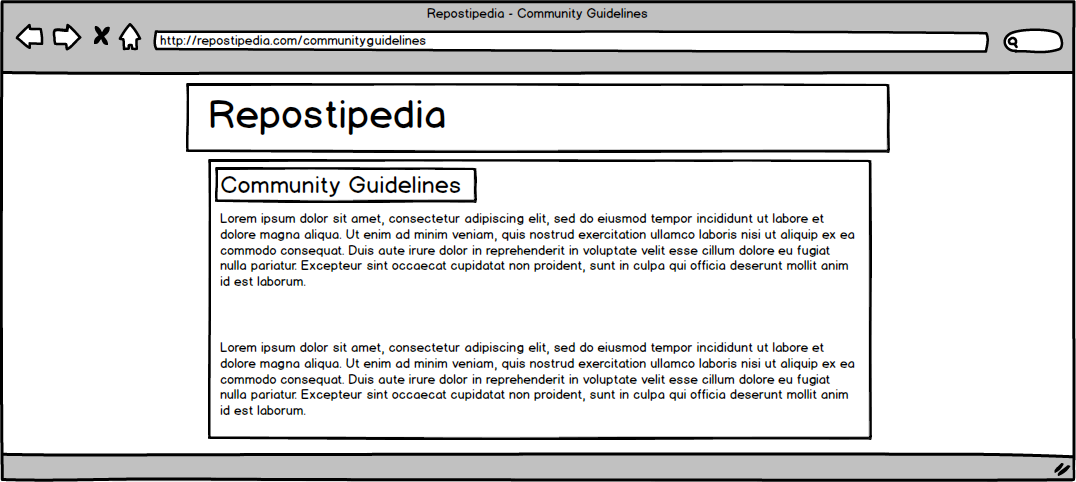 Repostipedia - Community Guidelines
http://repostipedia.com/communityguidelines
Repostipedia
Community Guidelines
Lorem ipsum dolor sit amet, consectetur adipiscing elit, sed do eiusmod tempor incididunt ut labore et
dolore magna aliqua. Ut enim ad minim veniam, quis nostrud exercitation ullamco laboris nisi ut aliquip ex ea
commodo consequat. Duis aute irure dolor in reprehenderit in voluptate velit esse cillum dolore eu fugiat
nulla pariatur. Excepteur sint occaecat cupidatat non proident, sunt in culpa qui officia deserunt mollit anim
id est laborum.
Lorem ipsum dolor sit amet, consectetur adipiscing elit, sed do eiusmod tempor incididunt ut labore et
dolore magna aliqua. Ut enim ad minim veniam, quis nostrud exercitation ullamco laboris nisi ut aliquip ex ea
commodo consequat. Duis aute irure dolor in reprehenderit in voluptate velit esse cillum dolore eu fugiat
nulla pariatur. Excepteur sint occaecat cupidatat non proident, sunt in culpa qui officia deserunt mollit anim
id est laborum.